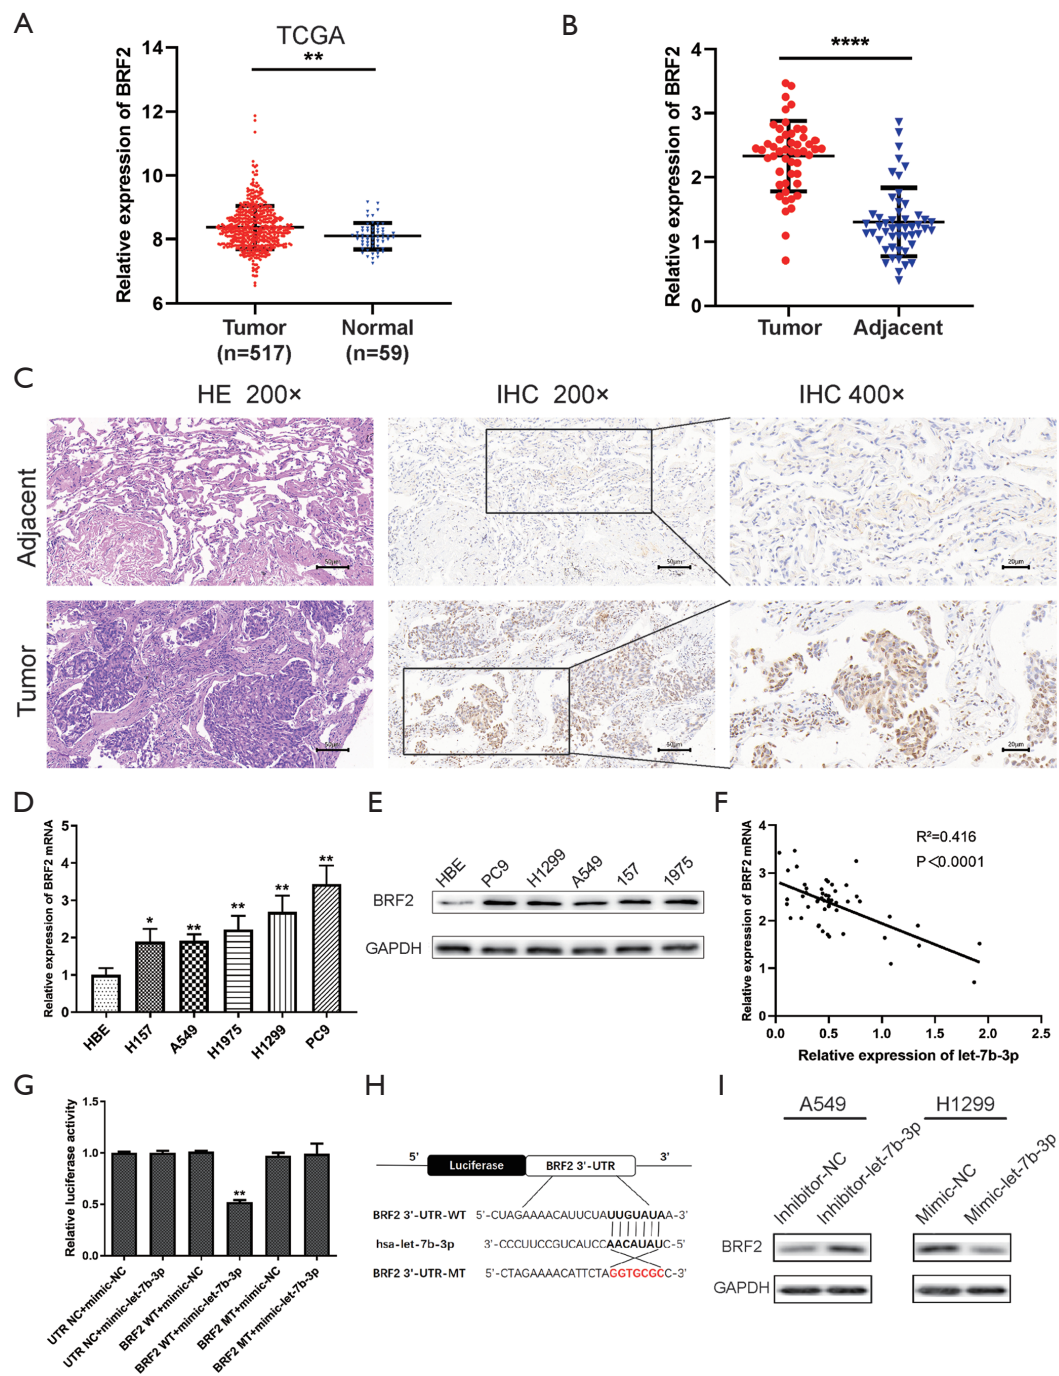 A
TCGA
**
Relative expression of BRF2
14
12
10
8
6
Tumor
(n=517)
Normal
(n=59)
B
****
Relative expression of BRF2
4
3
2
1
0
Tumor
Adjacent
C
HE 200×
IHC 200×
IHC 400×
Adjacent
50μm
50μm
20μm
Tumor
50μm
50μm
20μm
D
Relative expression of BRF2 mRNA
5
4
3
2
1
0
*
**
**
**
**
HBE
H157
A549
H1975
H1299
PC9
E
HBE
PC9
H1299
A549
157
1975
BRF2
GAPDH
F
Relative expression of BRF2 mRNA
4
3
2
1
0
R²=0.416
P<0.0001
0.0
0.5
1.0
1.5
2.0
2.5
Relative expression of let-7b-3p
G
Relative luciferase activity
1.5
1.0
0.5
0.0
**
UTR NC+mimic-NC
UTR NC+mimic-let-7b-3p
BRF2 WT+mimic-NC
BRF2 WT+mimic-let-7b-3p
BRF2 MT+mimic-NC
BRF2 MT+mimic-let-7b-3p
H
5'
Luciferase
BRF2 3'-UTR
3'
BRF2 3'-UTR-WT 5'-CUAGAAAACAUUCUAUUGUAUAA-3'
hsa-let-7b-3p 3'-CCCUUCCGUCAUCCAACAUAUC-5'
BRF2 3'-UTR-MT 5'-CTAGAAAACATTCTAGGTGCGCC-3'
I
A549
H1299
Inhibitor-NC
Inhibitor-let-7b-3p
Mimic-NC
Mimic-let-7b-3p
BRF2
GAPDH